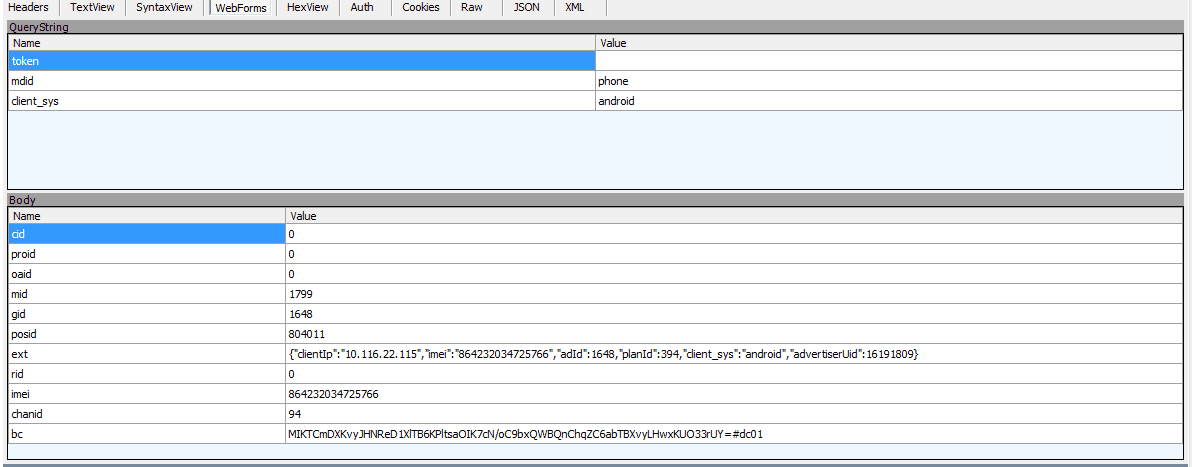 Headers TextView SyntaxView WebForms HexView Auth Cookies Raw JSON XML
QueryString
Name Value
token
mdid phone
client_sys android
Body
Name Value
cid 0
proid 0
oaid 0
mid 1799
gid 1648
posid 804011
ext {"clientIp":"10.116.22.115","imei":"864232034725766","adId":1648,"planId":394,"client_sys":"android","advertiserUid":16191809}
rid 0
imei 864232034725766
chanid 94
bc MIKTCmDXKvyJHNReD1XlTB6KPltsaOIK7cN/oC9bxQWBQnChqZC6abTBXvyLHwxKUO33rUY=#dc01